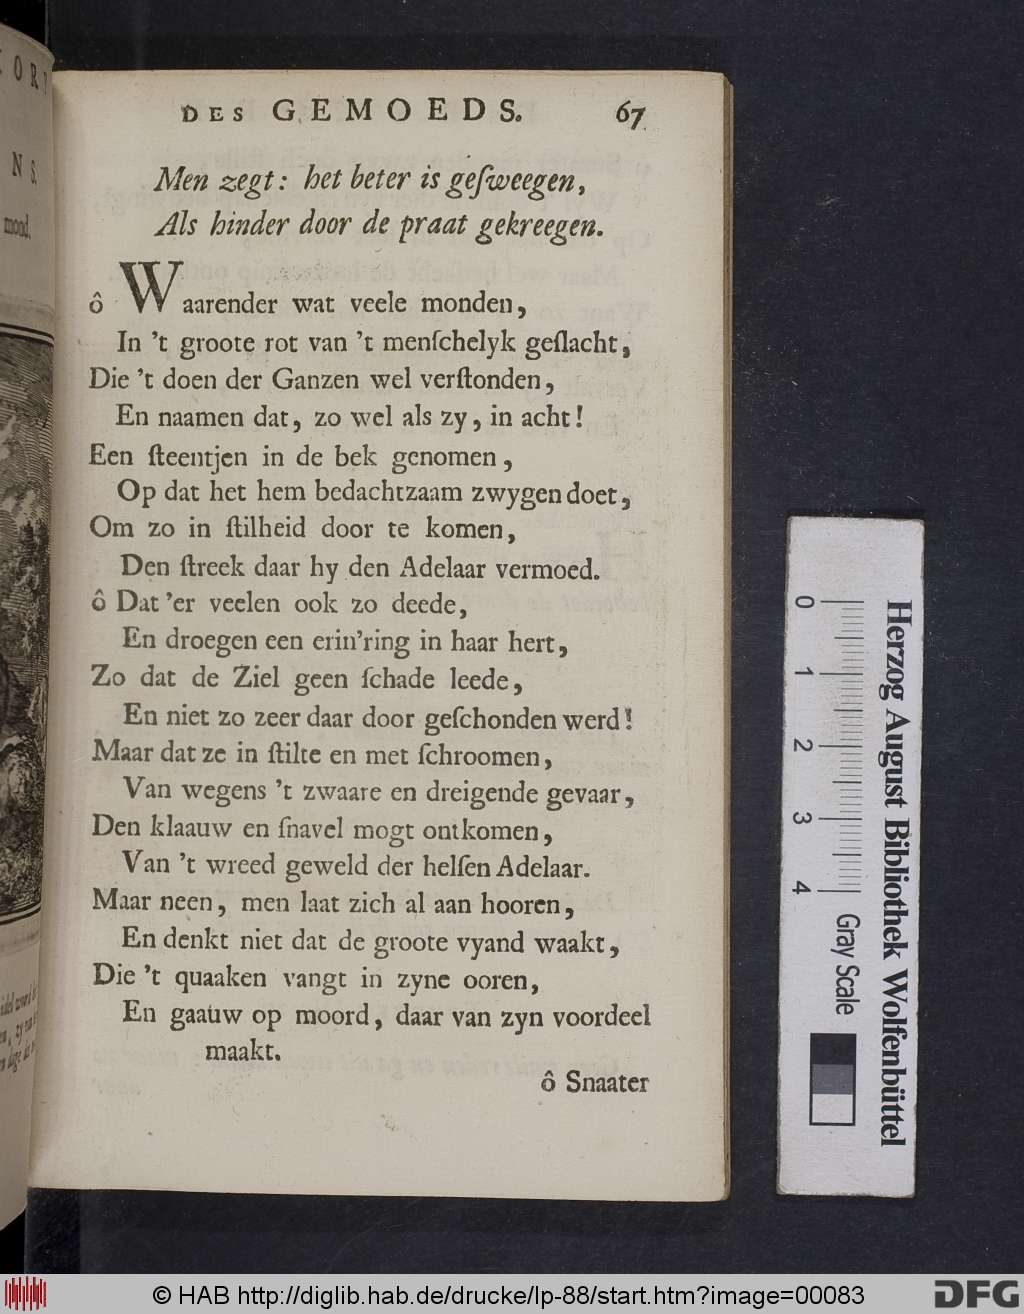 DES GEMOEDS. 67
Men zegt: het beter is geſweegen,
Als hinder door de praat gekreegen.
ô Waarender wat veele monden,
In 't groote rot van 't menſchelyk geſlacht,
Die 't doen der Ganzen wel verſtonden,
En naamen dat, zo wel als zy, in acht!
Een ſteentjen in de bek genomen,
Op dat het hem bedachtzaam zwygen doet,
Om zo in ſtilheid door te komen,
Den ſtreek daar hy den Adelaar vermoed.
ô Dat 'er veelen ook zo deede,
En droegen een erin'ring in haar hert,
Zo dat de Ziel geen ſchade leede,
En niet zo zeer daar door geſchonden werd!
Maar dat ze in ſtilte en met ſchroomen,
Van wegens 't zwaare en dreigende gevaar,
Den klaauw en ſnavel mogt ontkomen,
Van 't wreed geweld der helſen Adelaar.
Maar neen, men laat zich al aan hooren,
En denkt niet dat de groote vyand waakt,
Die 't quaaken vangt in zyne ooren,
En gaauw op moord, daar van zyn voordeel
maakt.
ô Snaater
mond.
0 1 2 3 4 Gray Scale
Herzog August Bibliothek Wolfenbüttel
© HAB http://diglib.hab.de/drucke/lp-88/start.htm?image=00083
DFG